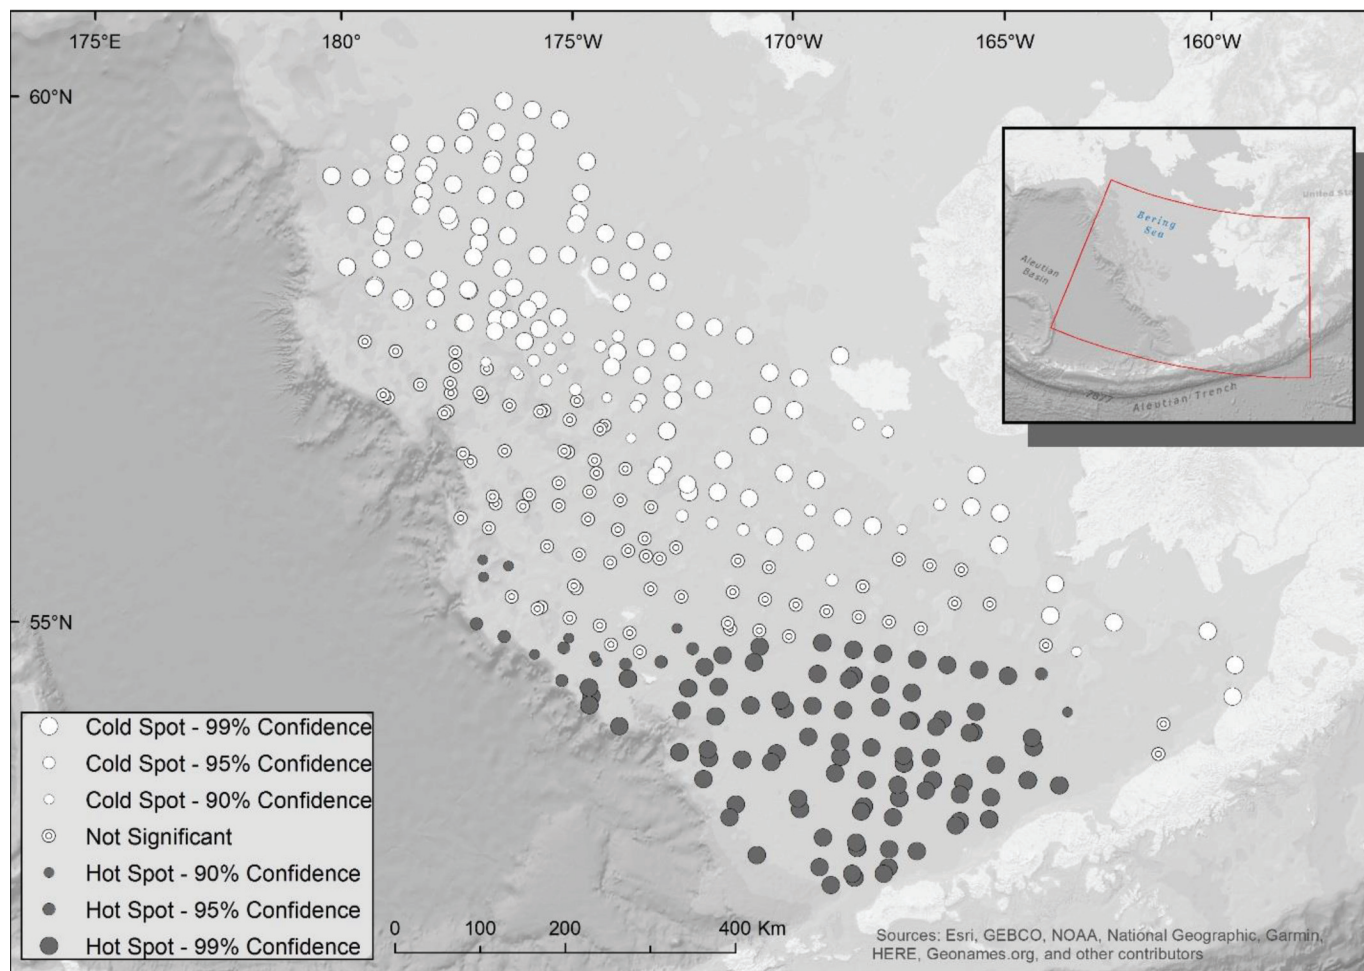 175°E 180° 175°W 170°W 165°W 160°W
60°N
55°N
Bering
Sea
Aleutian
Basin
Aleutian Trench
Cold Spot - 99% Confidence
Cold Spot - 95% Confidence
Cold Spot - 90% Confidence
Not Significant
Hot Spot - 90% Confidence
Hot Spot - 95% Confidence
Hot Spot - 99% Confidence
0 100 200 400 Km
Sources: Esri, GEBCO, NOAA, National Geographic, Garmin,
HERE, Geonames.org, and other contributors